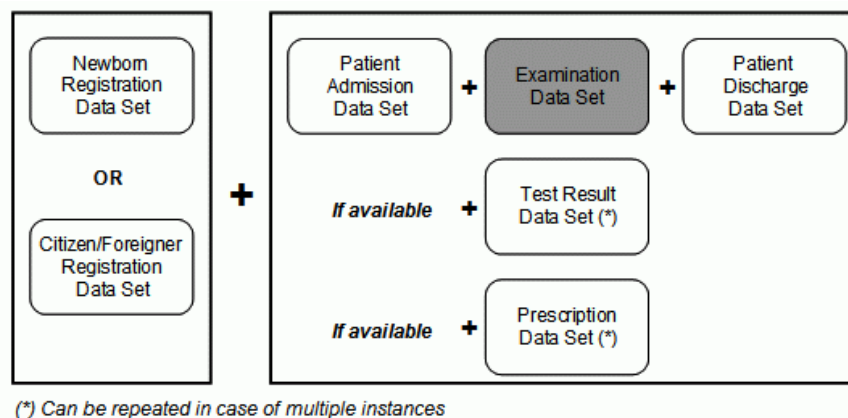 Newborn
Registration
Data Set
OR
Citizen/Foreigner
Registration
Data Set
+
Patient
Admission
Data Set
+
Examination
Data Set
+
Patient
Discharge
Data Set
If available
+
Test Result
Data Set (*)
If available
+
Prescription
Data Set (*)
(*) Can be repeated in case of multiple instances